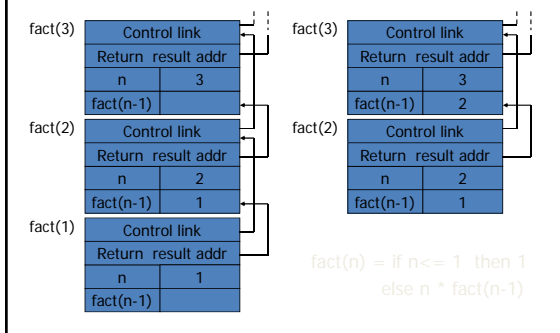 fact(3)
Control link
Return result addr
n 3
fact(n-1)
fact(2)
Control link
Return result addr
n 2
fact(n-1) 1
fact(1)
Control link
Return result addr
n 1
fact(n-1)
fact(3)
Control link
Return result addr
n 3
fact(n-1) 2
fact(2)
Control link
Return result addr
n 2
fact(n-1) 1
fact(n) = if n<= 1 then 1
else n * fact(n-1)